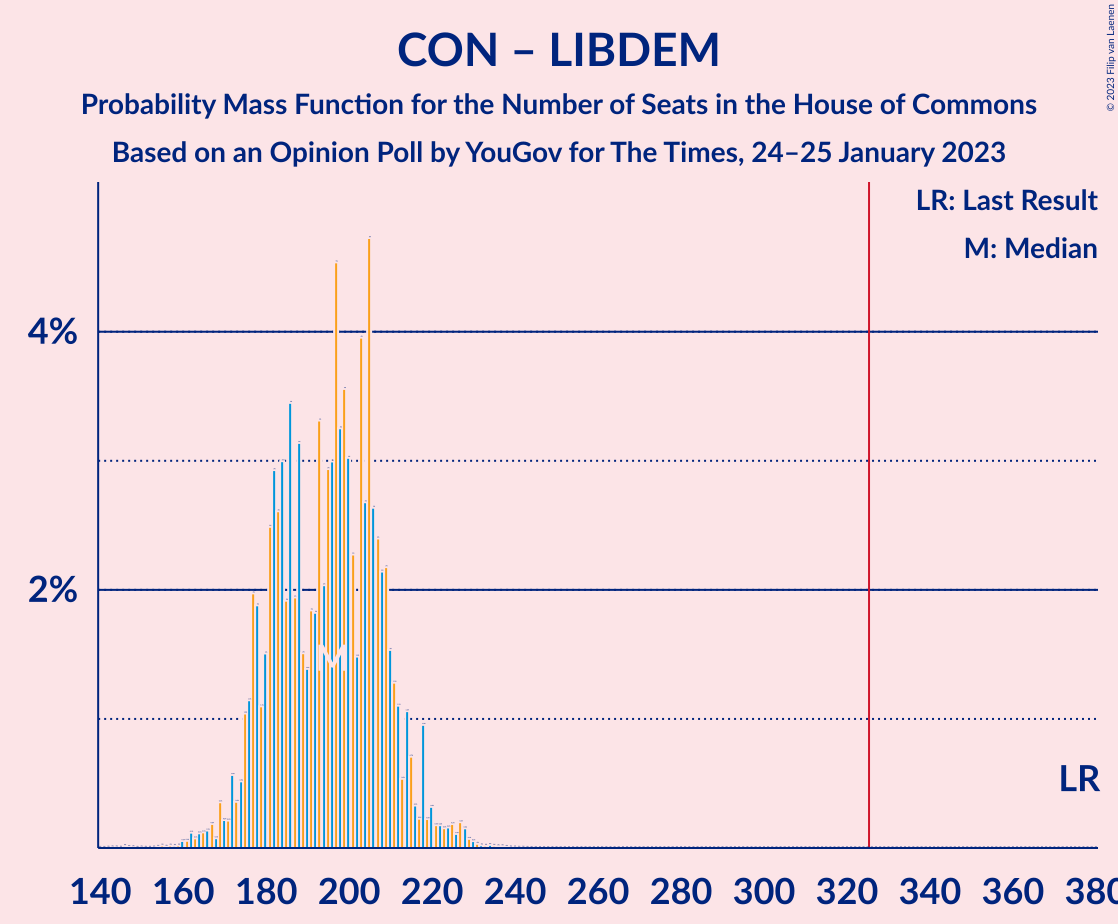 CON – LIBDEM
Probability Mass Function for the Number of Seats in the House of Commons
Based on an Opinion Poll by YouGov for The Times, 24–25 January 2023
© 2023 Filip van Laenen
LR: Last Result
M: Median
4%
2%
M
LR
140 160 180 200 220 240 260 280 300 320 340 360 380